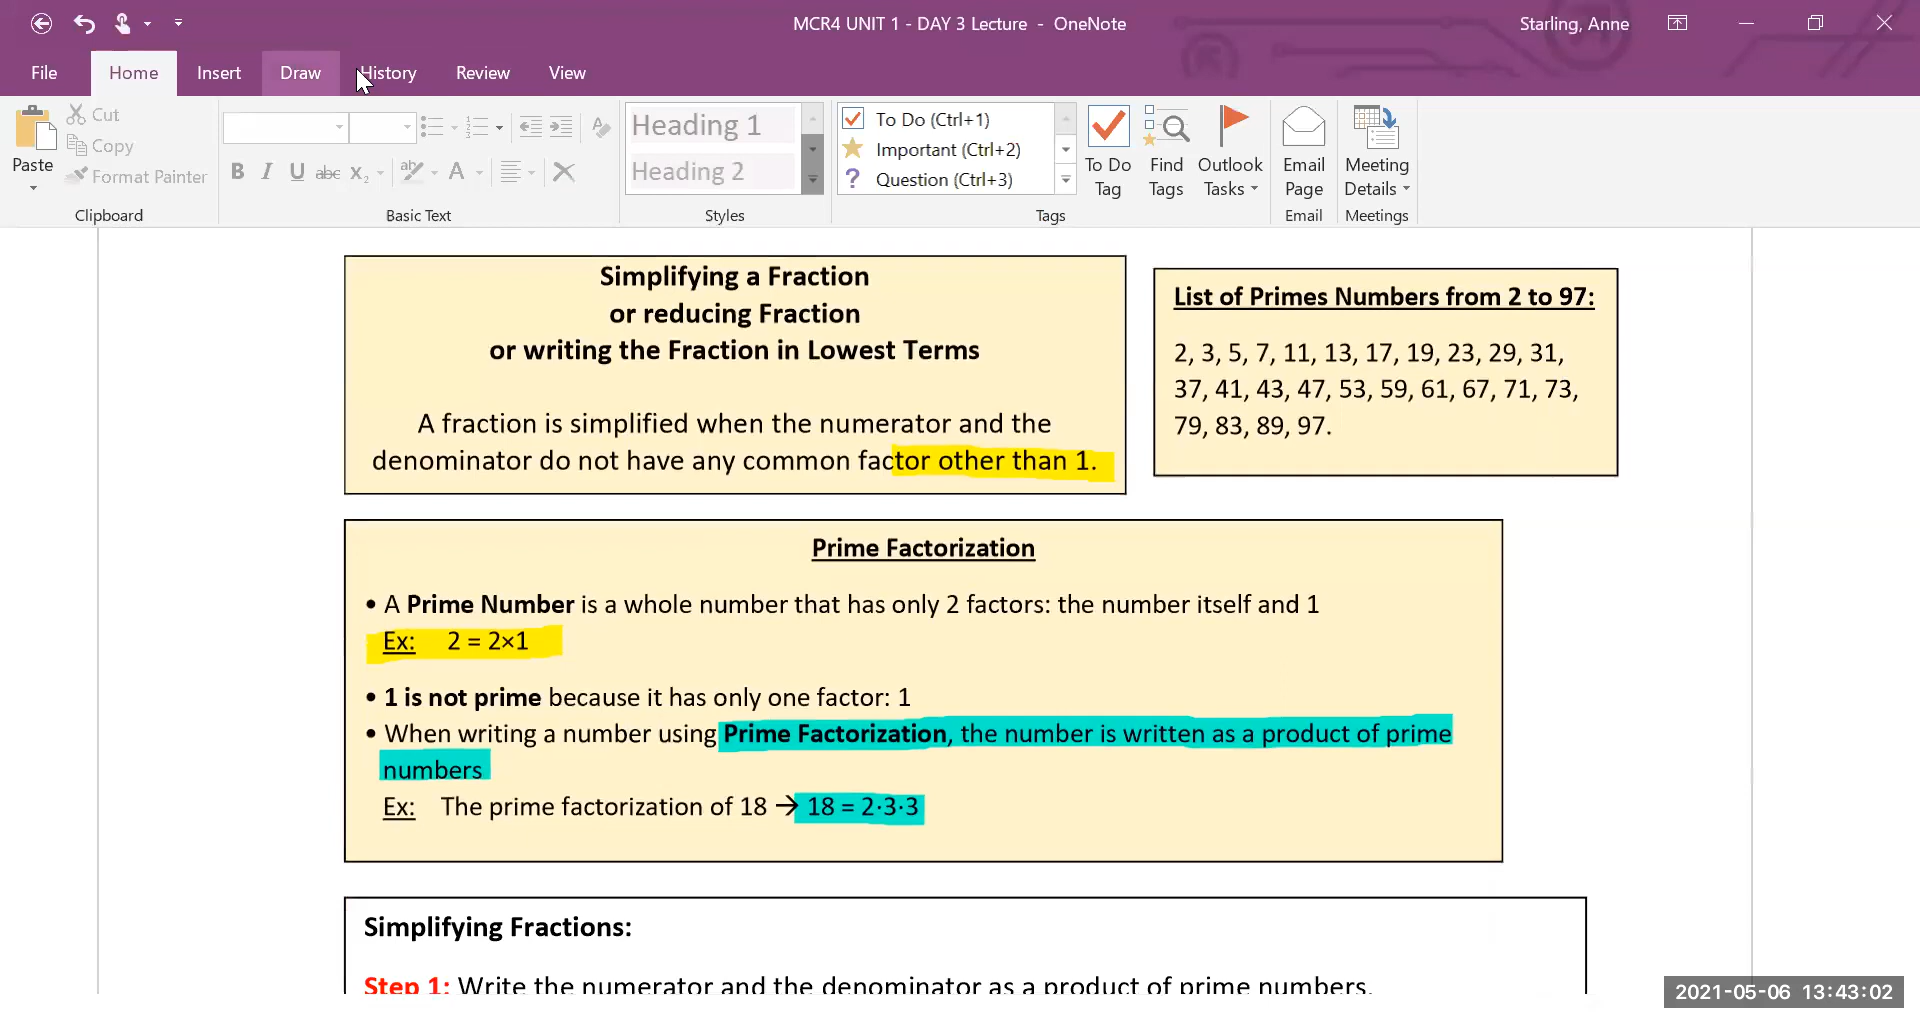 MCR4 UNIT 1 - DAY 3 Lecture - OneNote
Starling, Anne
File Home Insert Draw History Review View
Paste
Cut
Copy
Format Painter
Clipboard
B I U abc X₂ A
Basic Text
Heading 1
Heading 2
Styles
To Do (Ctrl+1)
Important (Ctrl+2)
Question (Ctrl+3)
Tags
To Do
Tag
Find
Tags
Outlook
Tasks
Email
Page
Email
Meeting
Details
Meetings
Simplifying a Fraction
or reducing Fraction
or writing the Fraction in Lowest Terms
A fraction is simplified when the numerator and the
denominator do not have any common factor other than 1.
List of Primes Numbers from 2 to 97:
2, 3, 5, 7, 11, 13, 17, 19, 23, 29, 31,
37, 41, 43, 47, 53, 59, 61, 67, 71, 73,
79, 83, 89, 97.
Prime Factorization
• A Prime Number is a whole number that has only 2 factors: the number itself and 1
Ex: 2 = 2×1
• 1 is not prime because it has only one factor: 1
• When writing a number using Prime Factorization, the number is written as a product of prime
numbers
Ex: The prime factorization of 18 → 18 = 2·3·3
Simplifying Fractions:
Step 1: Write the numerator and the denominator as a product of prime numbers.
2021-05-06 13:43:02